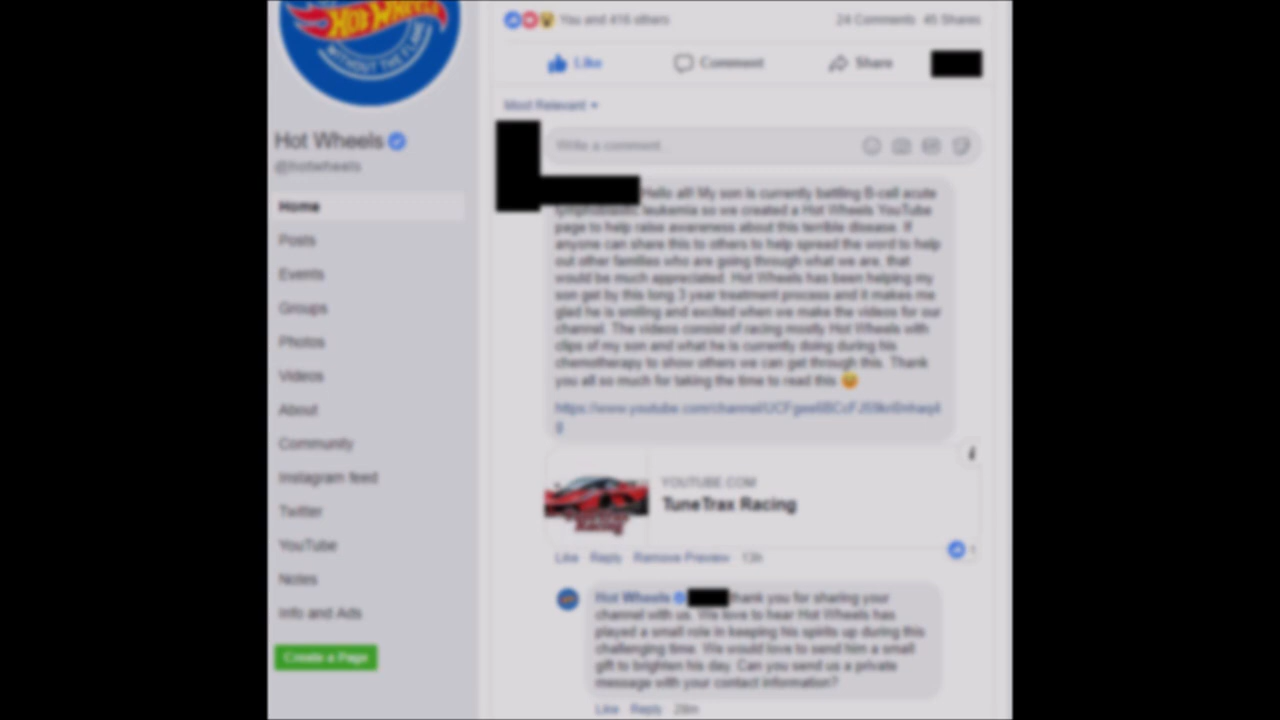 HOT WHEELS
WITHOUT THE FLAME
Hot Wheels
@hotwheels
Home
Posts
Events
Groups
Photos
Videos
About
Community
Instagram feed
Twitter
YouTube
Notes
Info and Ads
Create a Page
You and 416 others
24 Comments 45 Shares
Like
Comment
Share
Most Relevant
Write a comment
Hello all! My son is currently battling B-cell acute
lymphoblastic leukemia so we created a Hot Wheels YouTube
page to help raise awareness about this terrible disease. If
anyone can share this to others to help spread the word to help
out other families who are going through what we are, that
would be much appreciated. Hot Wheels has been helping my
son get by this long 3 year treatment process and it makes me
glad he is smiling and excited when we make the videos for our
channel. The videos consist of racing mostly Hot Wheels with
clips of my son and what he is currently doing during his
chemotherapy to show others we can get through this. Thank
you all so much for taking the time to read this 😀
YOUTUBE.COM
TuneTrax Racing
Like Reply Remove Preview 13h
1
Hot Wheels thank you for sharing your
channel with us. We love to hear Hot Wheels has
played a small role in keeping his spirits up during this
challenging time. We would love to send him a small
gift to brighten his day. Can you send us a private
message with your contact information?
Like Reply 28m